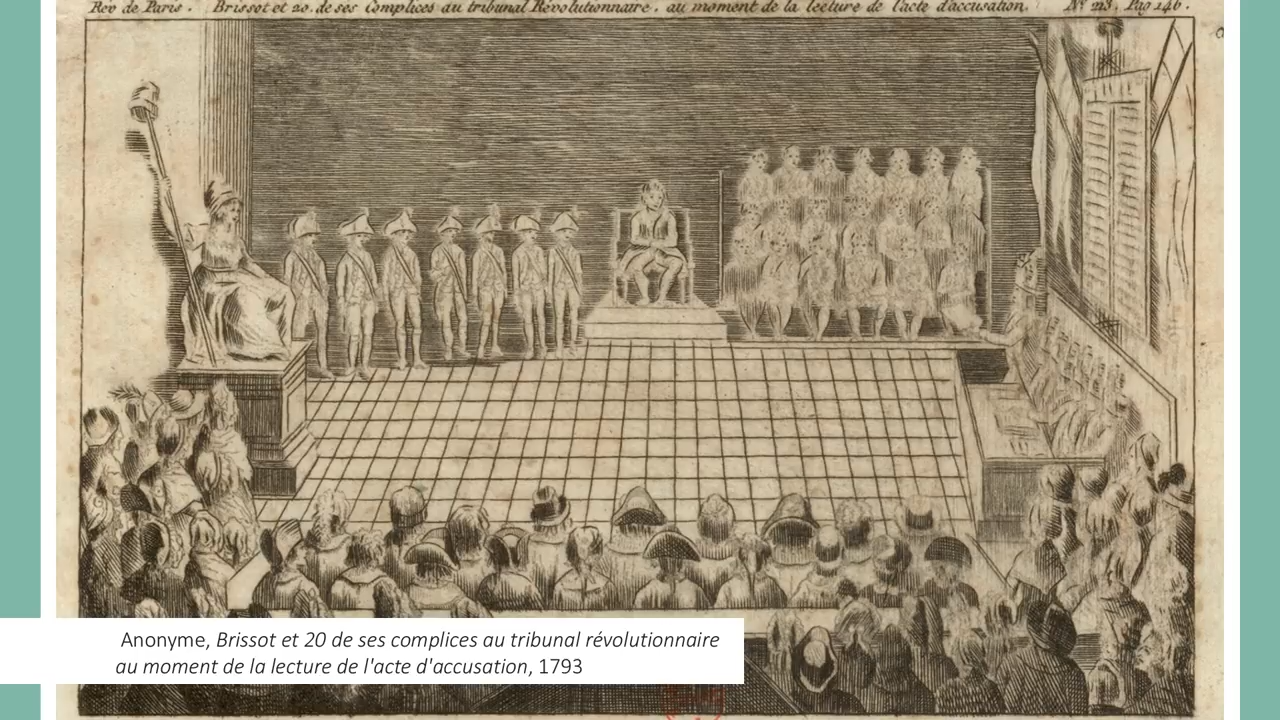 Rév de Paris. Brissot et 20. de ses Complices au tribunal Révolutionnaire. au moment de la lecture de l'acte d'accusation. N° 213. Pag 146.
Anonyme, Brissot et 20 de ses complices au tribunal révolutionnaire
au moment de la lecture de l'acte d'accusation, 1793